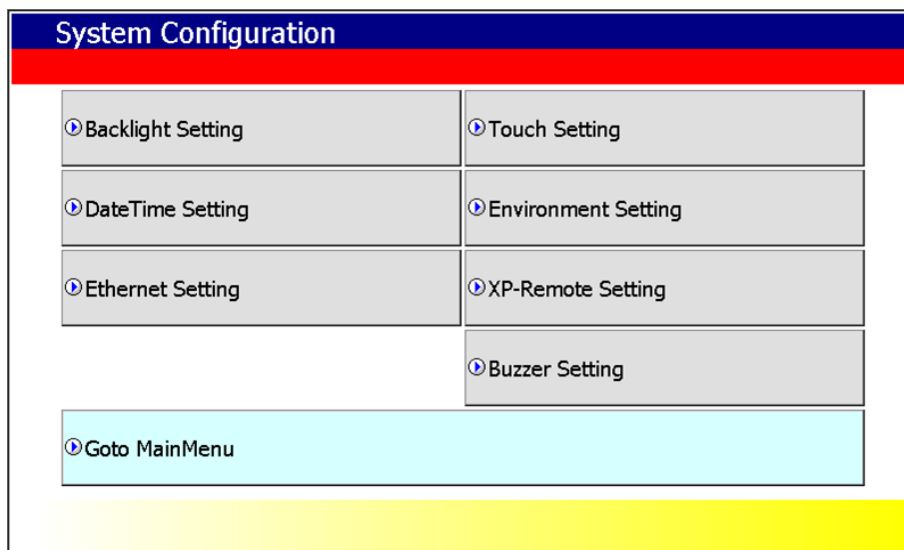 System Configuration
Backlight Setting
Touch Setting
DateTime Setting
Environment Setting
Ethernet Setting
XP-Remote Setting
Buzzer Setting
Goto MainMenu